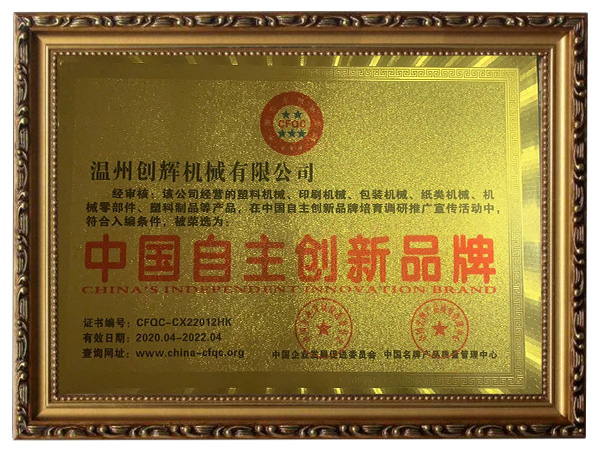 CFQC
温州创辉机械有限公司
经审核：该公司经营的塑料机械、印刷机械、包装机械、纸类机械、机
械零部件、塑料制品等产品，在中国自主创新品牌培育调研推广宣传活动中，
符合入编条件，被荣选为：
中国自主创新品牌
CHINA'S INDEPENDENT INNOVATION BRAND
证书编号：CFQC-CX22012HK
有效日期：2020.04-2022.04
查询网址：www.china-cfqc.org
中国企业发展促进委员会 中国名牌产品质量管理中心